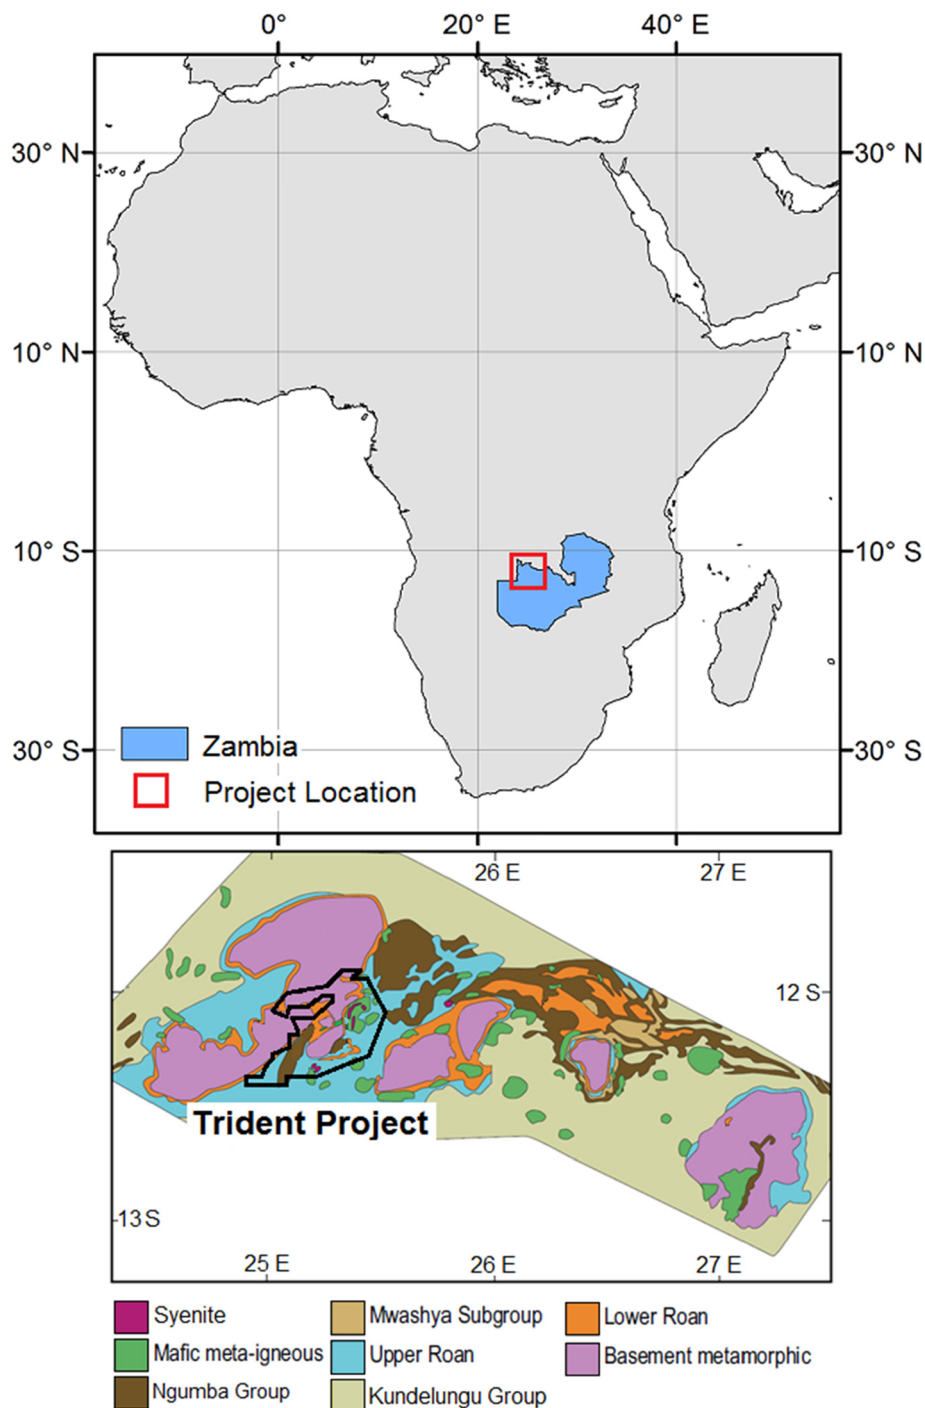 0° 20° E 40° E
30° N 30° N
10° N 10° N
10° S 10° S
30° S 30° S
Zambia
Project Location
26 E 27 E
12 S
Trident Project
13 S
25 E 26 E 27 E
Syenite Mwashya Subgroup Lower Roan
Mafic meta-igneous Upper Roan Basement metamorphic
Ngumba Group Kundelungu Group